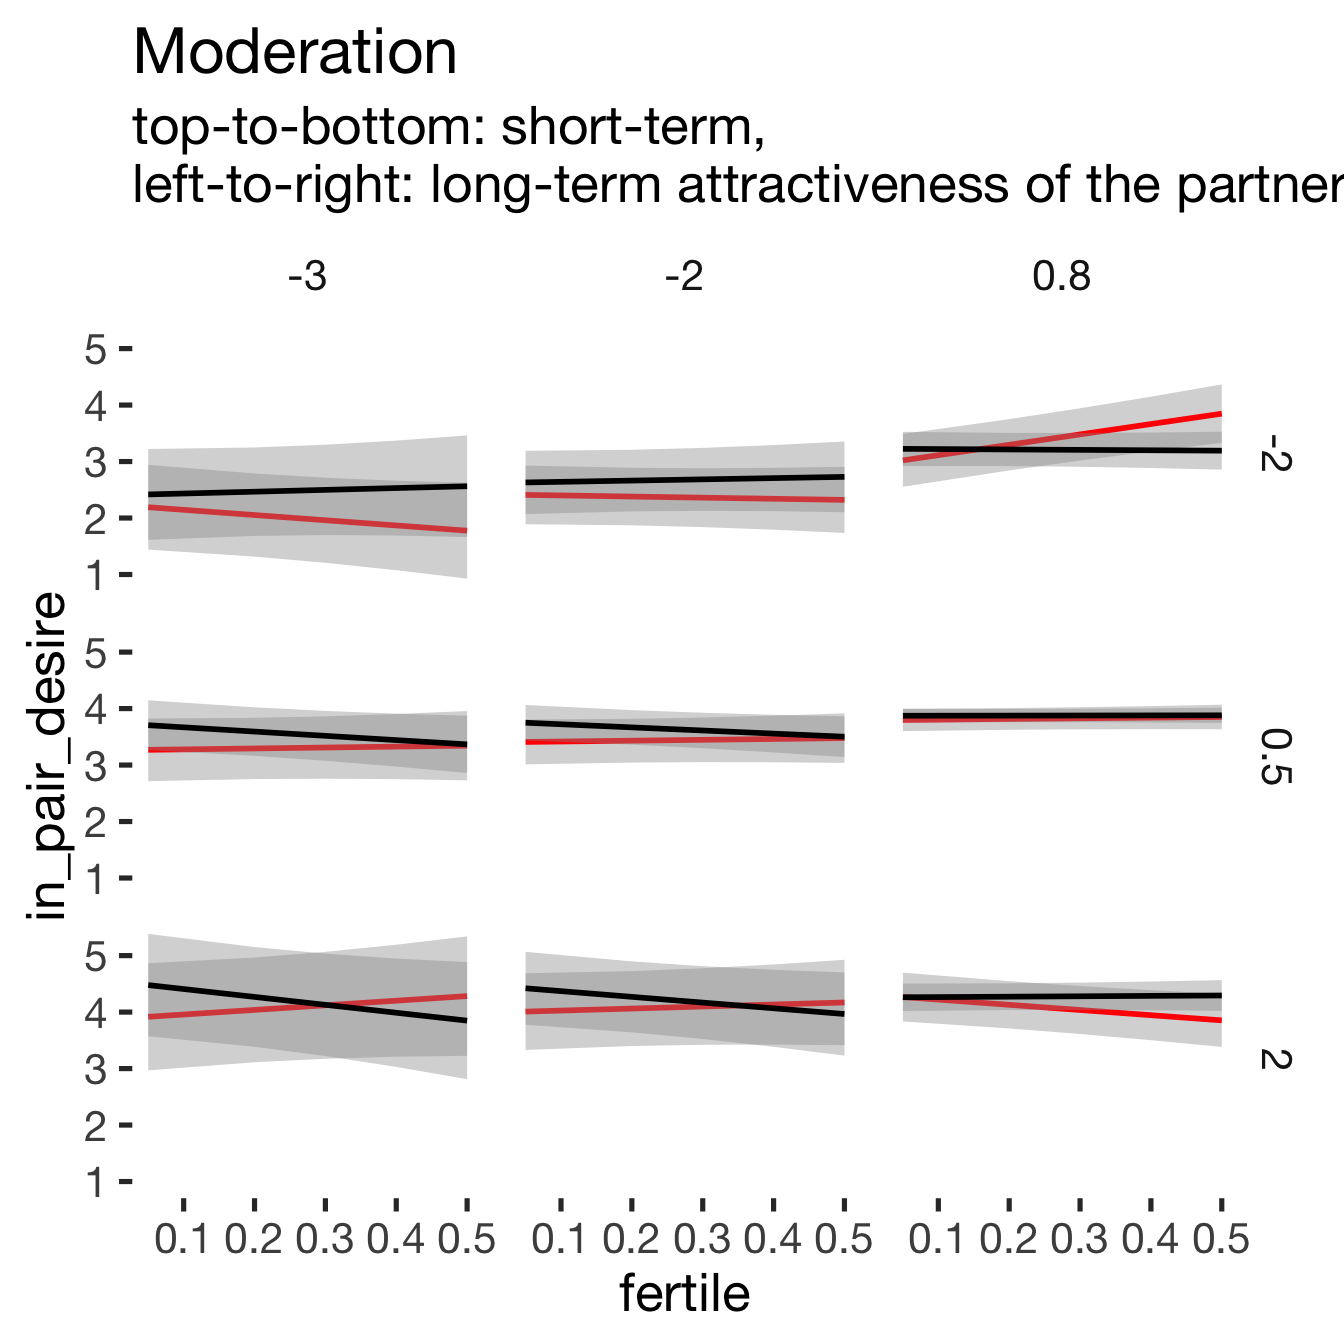 Moderation
top-to-bottom: short-term,
left-to-right: long-term attractiveness of the partner
-3 -2 0.8
5
4
3
2
1
-2
in_pair_desire
5
4
3
2
1
0.5
5
4
3
2
1
2
0.1 0.2 0.3 0.4 0.5 0.1 0.2 0.3 0.4 0.5 0.1 0.2 0.3 0.4 0.5
fertile